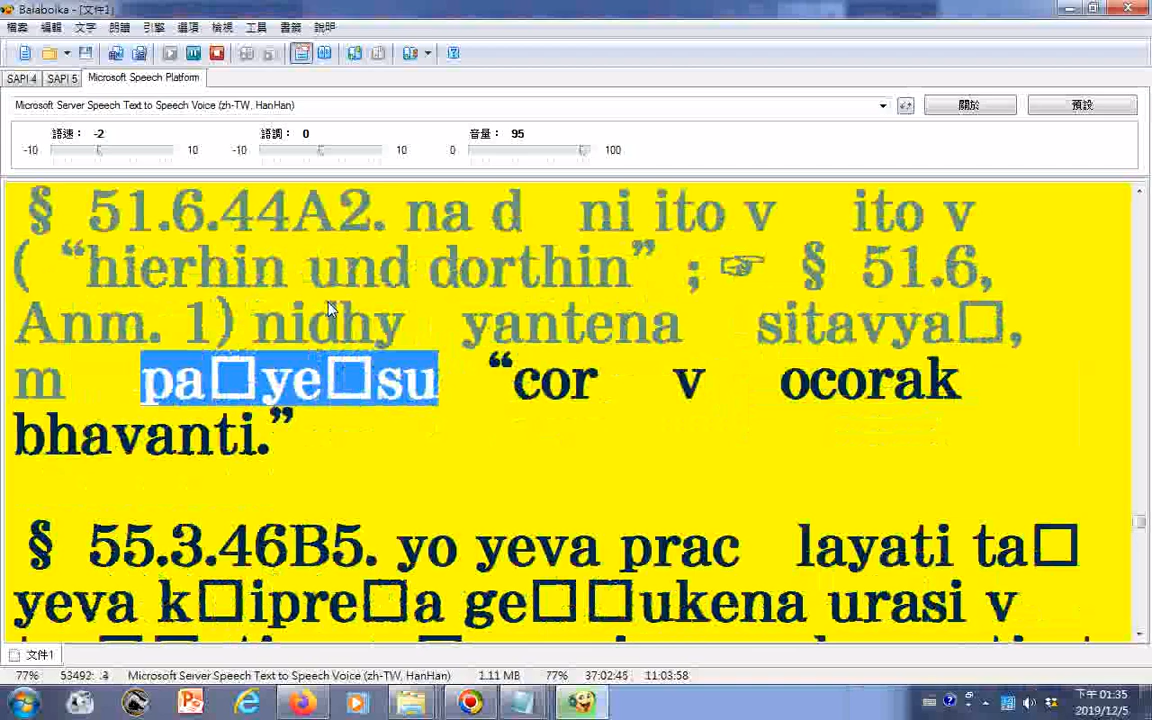 Balabolka - [文件1]
檔案 編輯 文字 朗讀 引擎 選項 檢視 工具 書籤 說明
SAPI 4 SAPI 5 Microsoft Speech Platform
Microsoft Server Speech Text to Speech Voice (zh-TW, HanHan) 關於 預設
語速： -2 語調： 0 音量： 95
-10 10 -10 10 0 100
§ 51.6.44A2. na d ni ito v ito v
( “hierhin und dorthin” ; ☞ § 51.6,
Anm. 1) nidhy yantena sitavya□,
m pa□ye□su “cor v ocorak
bhavanti.”
§ 55.3.46B5. yo yeva prac layati ta□
yeva k□ipre□a ge□□ukena urasi v
文件1
77% 53492: Microsoft Server Speech Text to Speech Voice (zh-TW, HanHan) 1.11 MB 77% 37:02:45 11:03:58
下午 01:35
2019/12/5